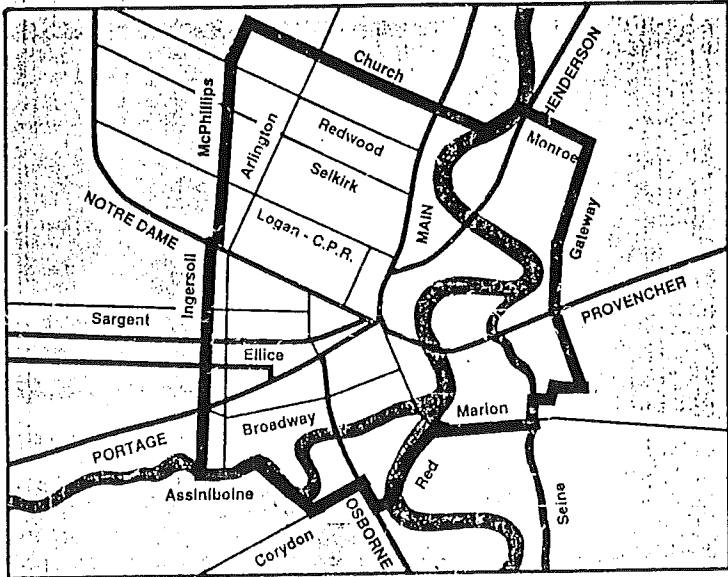 Church
HENDERSON
McPhillips
Arlington
Redwood
Monroe
Selkirk
MAIN
Gateway
NOTRE DAME
Logan - C.P.R.
Ingersoll
PROVENCHER
Sargent
Ellice
Broadway
Marion
PORTAGE
Assiniboine
Red
Seine
OSBORNE
Corydon